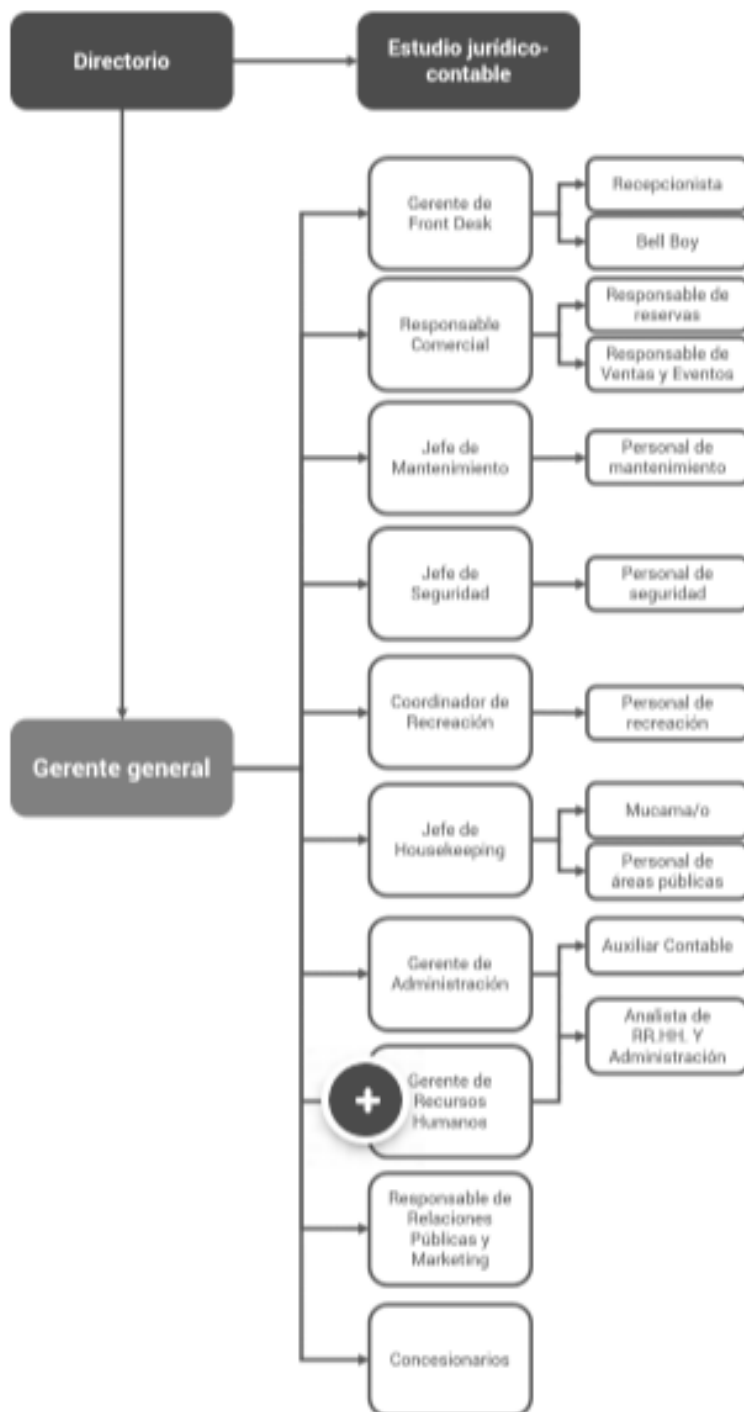 Directorio
Estudio jurídico-
contable
Gerente de
Front Desk
Recepcionista
Bell Boy
Responsable
Comercial
Responsable de
reservas
Responsable de
Ventas y Eventos
Jefe de
Mantenimiento
Personal de
mantenimiento
Jefe de
Seguridad
Personal de
seguridad
Coordinador de
Recreación
Personal de
recreación
Gerente general
Jefe de
Housekeeping
Mucama/o
Personal de
áreas públicas
Gerente de
Administración
Auxiliar Contable
Analista de
RR.HH. Y
Administración
Gerente de
Recursos
Humanos
Responsable de
Relaciones
Públicas y
Marketing
Concesionarios